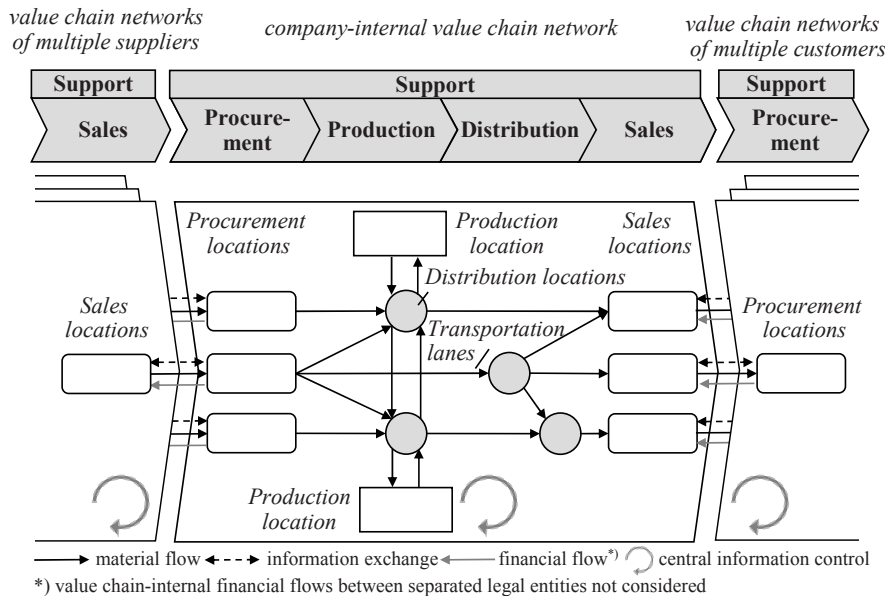 value chain networks
of multiple suppliers
company-internal value chain network
value chain networks
of multiple customers
Support
Support
Support
Sales
Procure-
ment
Production
Distribution
Sales
Procure-
ment
Procurement
locations
Production
location
Sales
locations
Distribution locations
Sales
locations
Transportation
lanes
Procurement
locations
Production
location
material flow
information exchange
financial flow*)
central information control
*) value chain-internal financial flows between separated legal entities not considered